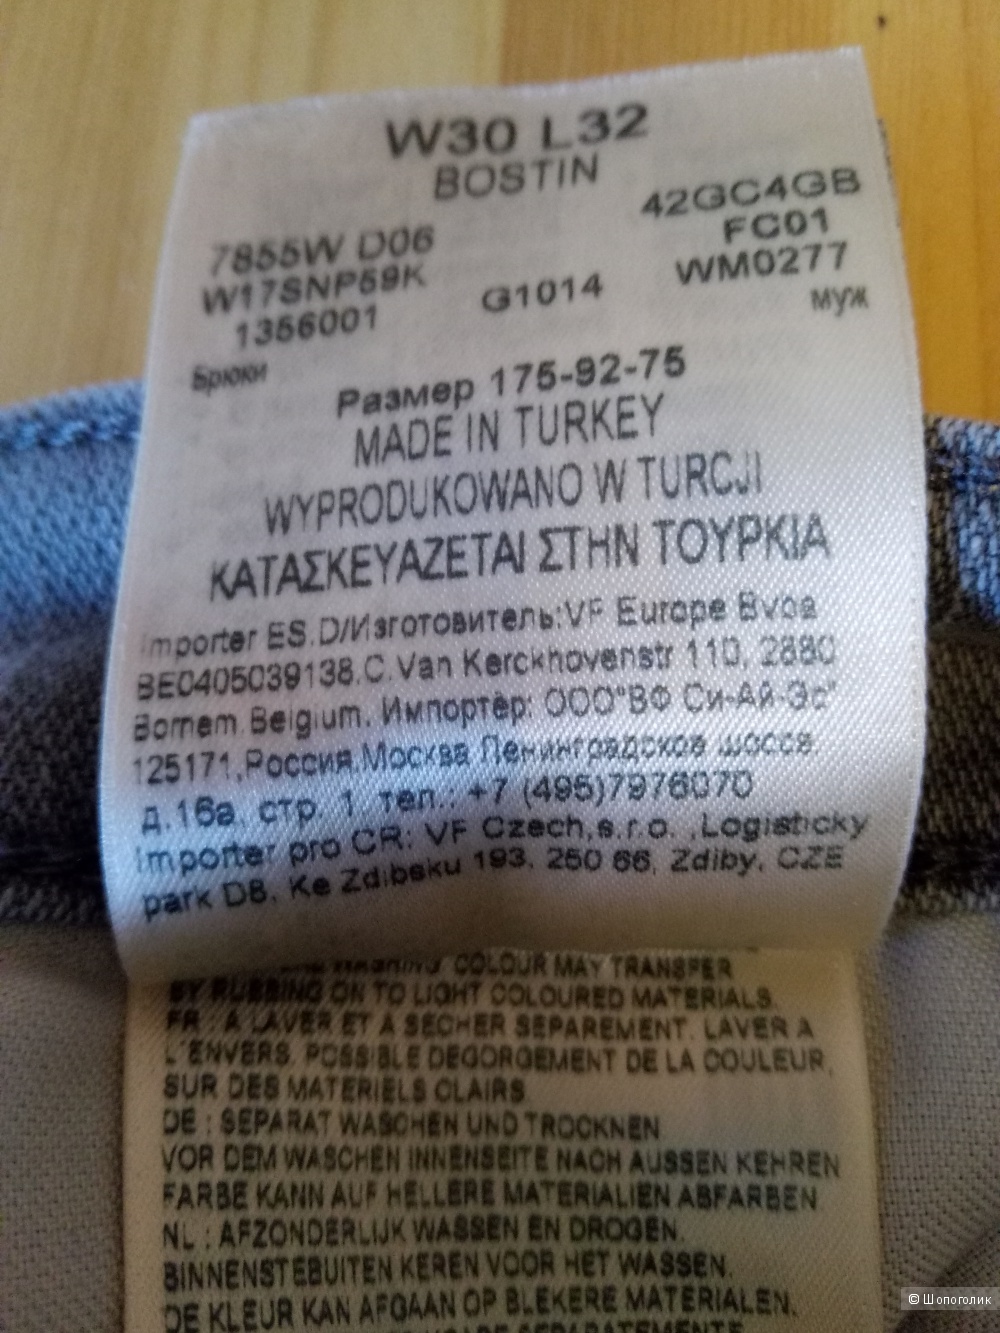 W30 L32
BOSTIN
7855W D06 42GC4GB
W17SNP59K FC01
1356001 G1014 WM0277
Брюки муж
Размер 175-92-75
MADE IN TURKEY
WYPRODUKOWANO W TURCJI
ΚΑΤΑΣΚΕΥΑΖΕΤΑΙ ΣΤΗΝ ΤΟΥΡΚΙΑ
Importer ES.D/Изготовитель:VF Europe Bvba
BE0405039138.C.Van Kerckhovenstr 110, 2880
Bornem.Belgium. Импортёр: ООО"ВФ Си-Ай-Эс"
125171,Россия.Москва Ленинградское шоссе.
д.16а, стр. 1 тел.: +7 (495)7976070
Importer pro CR: VF Czech,s.r.o. ,Logisticky
park D8, Ke Zdibsku 193, 250 66, Zdiby, CZE
WASHING COLOUR MAY TRANSFER
BY RUBBING ON TO LIGHT COLOURED MATERIALS.
FR : A LAVER ET A SECHER SEPAREMENT. LAVER A
L'ENVERS. POSSIBLE DEGORGEMENT DE LA COULEUR,
SUR DES MATERIELS CLAIRS
DE : SEPARAT WASCHEN UND TROCKNEN
VOR DEM WASCHEN INNENSEITE NACH AUSSEN KEHREN
FARBE KANN AUF HELLERE MATERIALIEN ABFARBEN
NL : AFZONDERLIJK WASSEN EN DROGEN.
BINNENSTEBUITEN KEREN VOOR HET WASSEN.
DE KLEUR KAN AFGAAN OP BLEKERE MATERIALEN.
© Шопоголик